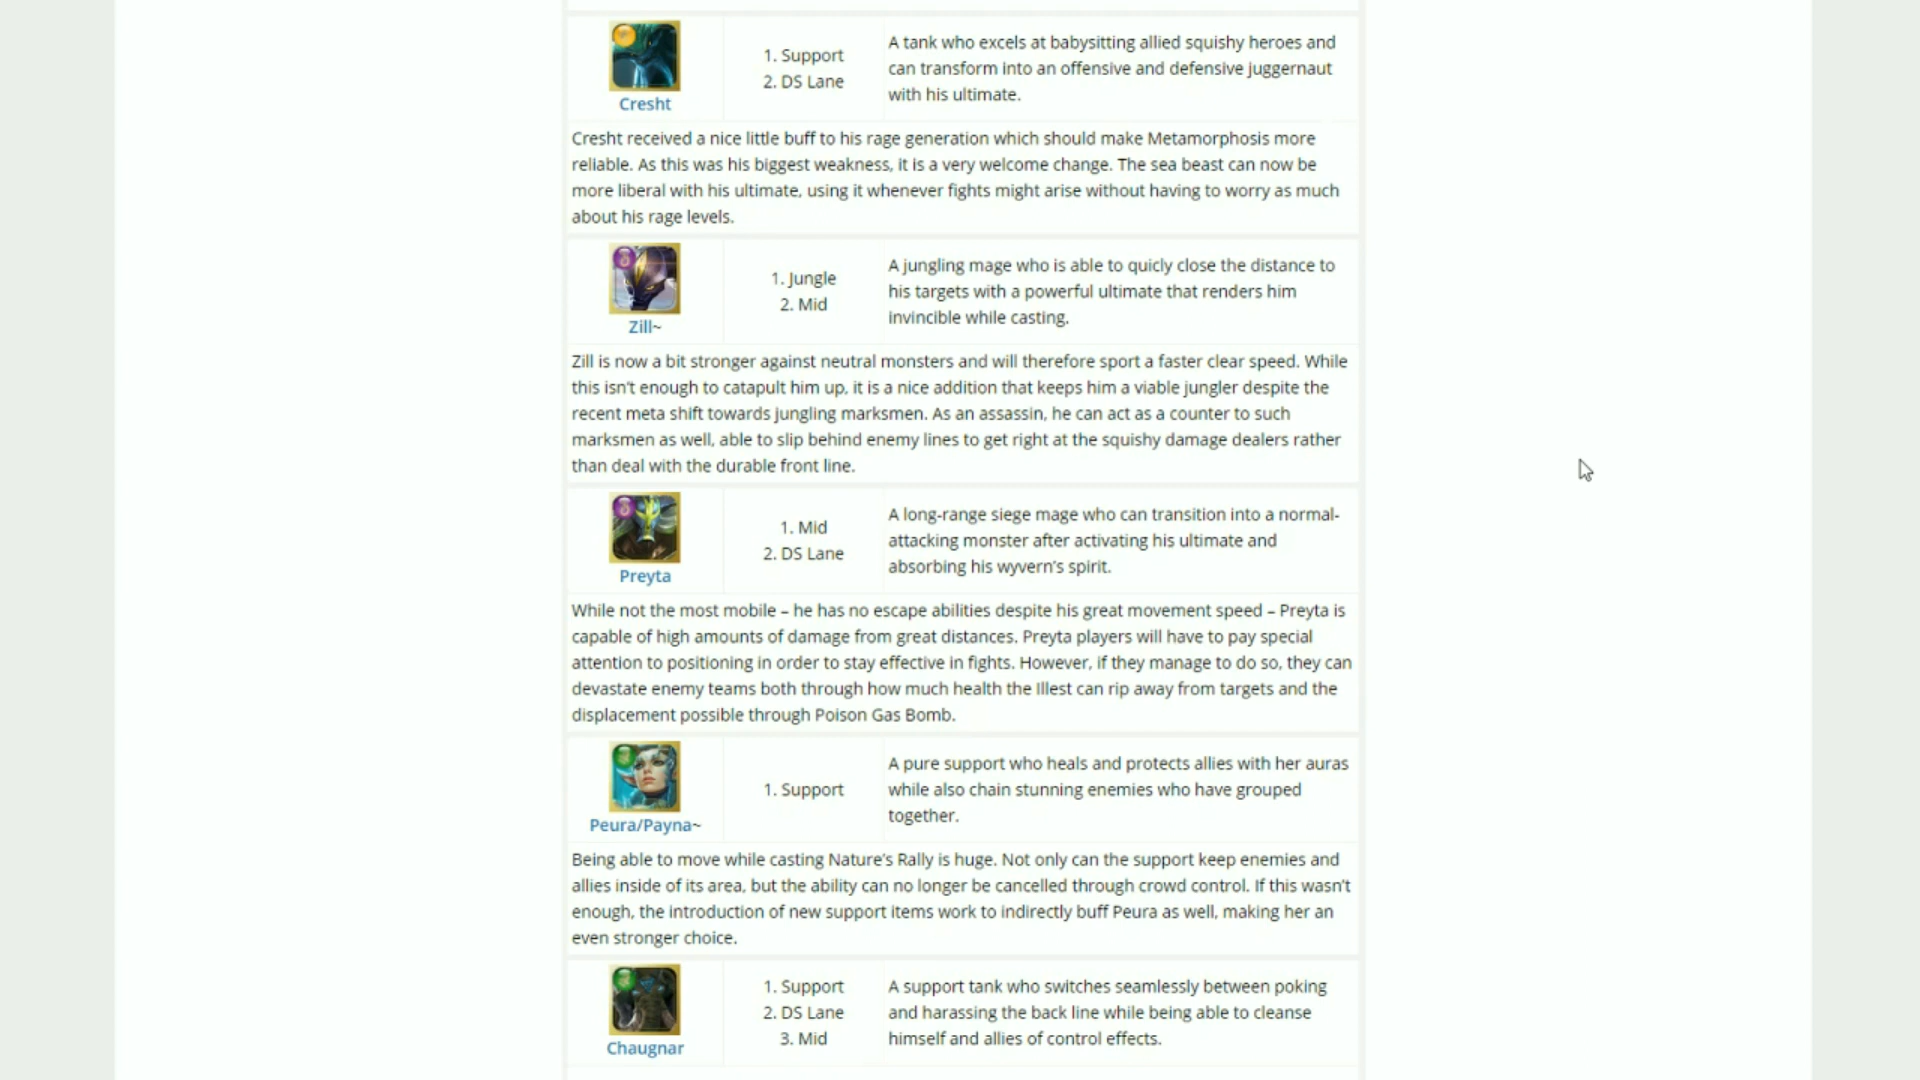 1. Support
2. DS Lane
A tank who excels at babysitting allied squishy heroes and
can transform into an offensive and defensive juggernaut
with his ultimate.
Cresht
Cresht received a nice little buff to his rage generation which should make Metamorphosis more
reliable. As this was his biggest weakness, it is a very welcome change. The sea beast can now be
more liberal with his ultimate, using it whenever fights might arise without having to worry as much
about his rage levels.
1. Jungle
2. Mid
A jungling mage who is able to quicly close the distance to
his targets with a powerful ultimate that renders him
invincible while casting.
Zill~
Zill is now a bit stronger against neutral monsters and will therefore sport a faster clear speed. While
this isn't enough to catapult him up, it is a nice addition that keeps him a viable jungler despite the
recent meta shift towards jungling marksmen. As an assassin, he can act as a counter to such
marksmen as well, able to slip behind enemy lines to get right at the squishy damage dealers rather
than deal with the durable front line.
1. Mid
2. DS Lane
A long-range siege mage who can transition into a normal-
attacking monster after activating his ultimate and
absorbing his wyvern's spirit.
Preyta
While not the most mobile – he has no escape abilities despite his great movement speed – Preyta is
capable of high amounts of damage from great distances. Preyta players will have to pay special
attention to positioning in order to stay effective in fights. However, if they manage to do so, they can
devastate enemy teams both through how much health the Illest can rip away from targets and the
displacement possible through Poison Gas Bomb.
1. Support
A pure support who heals and protects allies with her auras
while also chain stunning enemies who have grouped
together.
Peura/Payna~
Being able to move while casting Nature's Rally is huge. Not only can the support keep enemies and
allies inside of its area, but the ability can no longer be cancelled through crowd control. If this wasn't
enough, the introduction of new support items work to indirectly buff Peura as well, making her an
even stronger choice.
1. Support
2. DS Lane
3. Mid
A support tank who switches seamlessly between poking
and harassing the back line while being able to cleanse
himself and allies of control effects.
Chaugnar